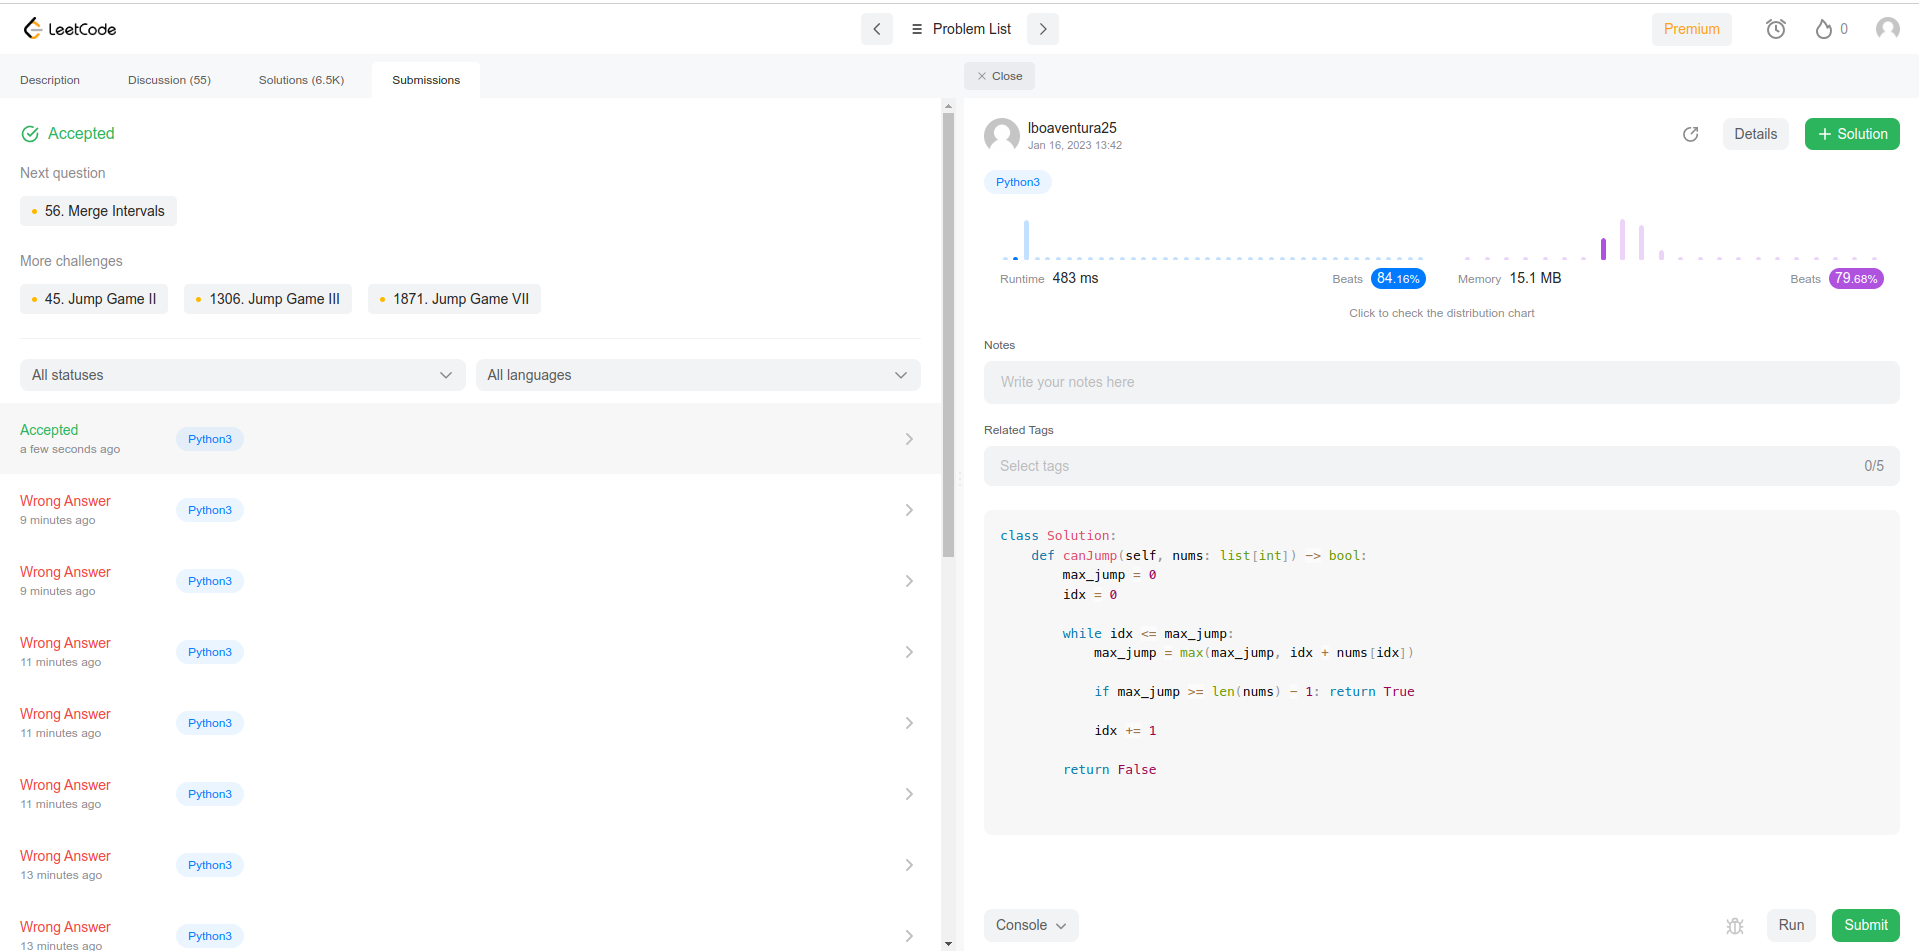 LeetCode
Problem List
Premium
0
Description
Discussion (55)
Solutions (6.5K)
Submissions
Close
Accepted
Next question
56. Merge Intervals
More challenges
45. Jump Game II
1306. Jump Game III
1871. Jump Game VII
All statuses
All languages
Accepted
a few seconds ago
Python3
Wrong Answer
9 minutes ago
Python3
Wrong Answer
9 minutes ago
Python3
Wrong Answer
11 minutes ago
Python3
Wrong Answer
11 minutes ago
Python3
Wrong Answer
11 minutes ago
Python3
Wrong Answer
13 minutes ago
Python3
Wrong Answer
13 minutes ago
Python3
lboaventura25
Jan 16, 2023 13:42
Details
+ Solution
Python3
Runtime 483 ms
Beats 84.16%
Memory 15.1 MB
Beats 79.68%
Click to check the distribution chart
Notes
Write your notes here
Related Tags
Select tags
0/5
class Solution:
    def canJump(self, nums: list[int]) -> bool:
        max_jump = 0
        idx = 0
        while idx <= max_jump:
            max_jump = max(max_jump, idx + nums[idx])
            if max_jump >= len(nums) - 1: return True
            idx += 1
        return False
Console
Run
Submit